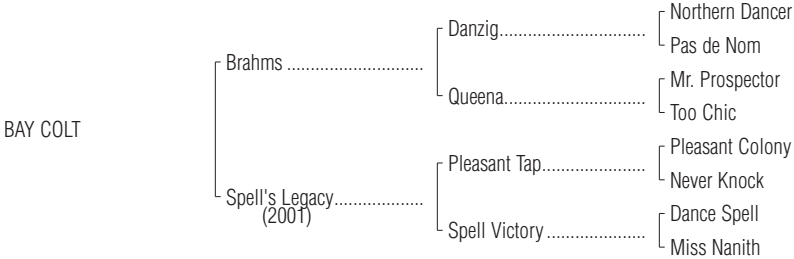 Northern Dancer
Danzig...............................
Pas de Nom
Brahms .............................
Mr. Prospector
Queena..............................
Too Chic
BAY COLT
Pleasant Colony
Pleasant Tap......................
Never Knock
Spell's Legacy...................
(2001)
Dance Spell
Spell Victory .....................
Miss Nanith